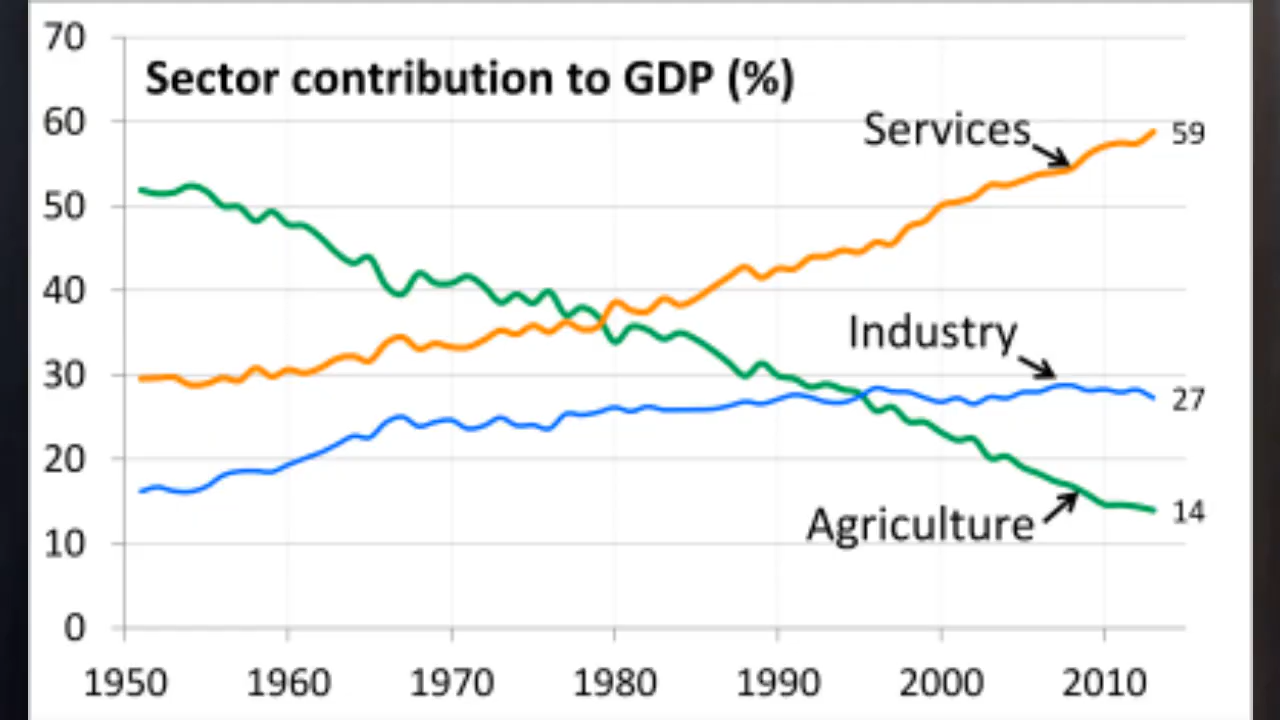 70
Sector contribution to GDP (%)
60
Services
59
50
40
Industry
30
27
20
Agriculture
14
10
0
1950 1960 1970 1980 1990 2000 2010